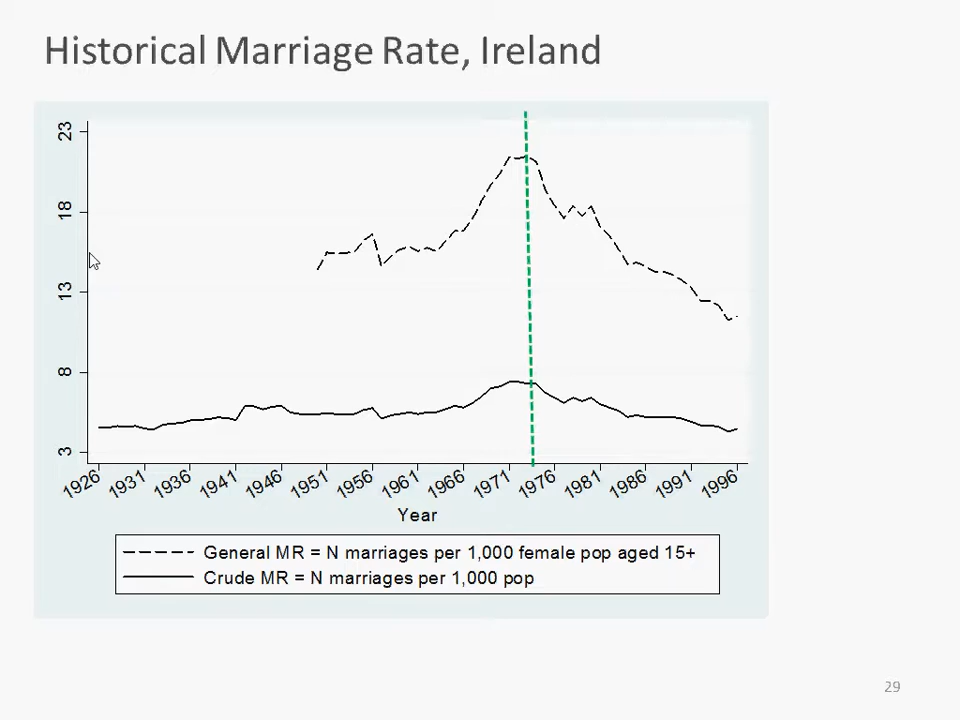 Historical Marriage Rate, Ireland
23
18
13
8
3
1926 1931 1936 1941 1946 1951 1956 1961 1966 1971 1976 1981 1986 1991 1996
Year
General MR = N marriages per 1,000 female pop aged 15+
Crude MR = N marriages per 1,000 pop
29